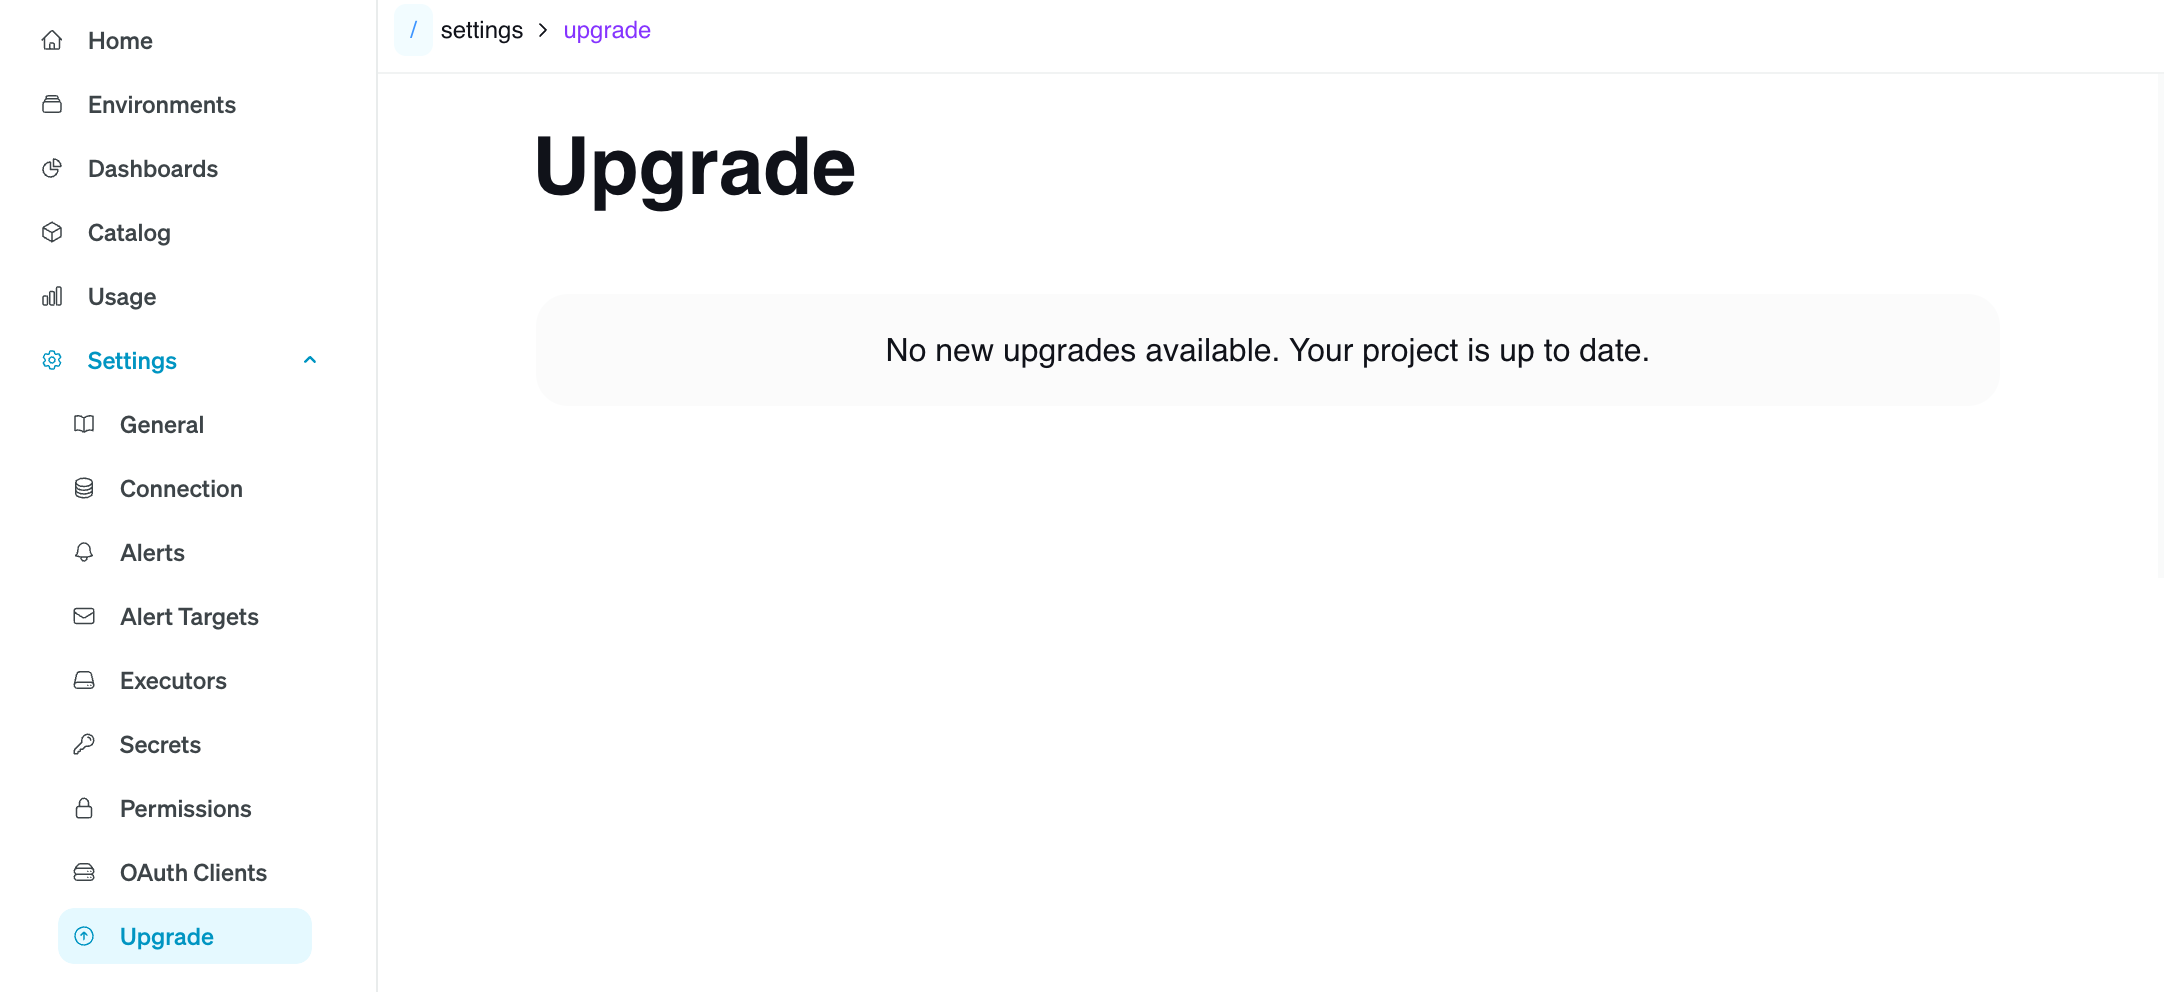 Home
Environments
Dashboards
Catalog
Usage
Settings
General
Connection
Alerts
Alert Targets
Executors
Secrets
Permissions
OAuth Clients
Upgrade
/ settings > upgrade
Upgrade
No new upgrades available. Your project is up to date.